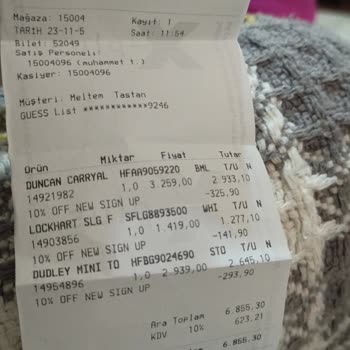 Mağaza: 15004 Kayıt: 1
TARİH 23-11-5 Saat: 11:54
Bilet: 52049
Satış Personeli:
15004096 (muhammet t.)
Kasiyer: 15004096
Müşteri: Meltem Tastan
GUESS List ************9246
Ürün Miktar Fiyat Tutar
DUNCAN CARRYAL HFAA9059220 BML T/U N
14921982 1,0 3.259,00 2.933,10
10% OFF NEW SIGN UP -325,90
LOCKHART SLG F SFLGB893500 WHI T/U N
14903856 1,0 1.419,00 1.277,10
10% OFF NEW SIGN UP -141,90
DUDLEY MINI TO HFBG9024690 STO T/U N
14954896 1,0 2.939,00 2.645,10
10% OFF NEW SIGN UP -293,90
Ara Toplam 6.855,30
KDV 10% 623,21
6.855,30